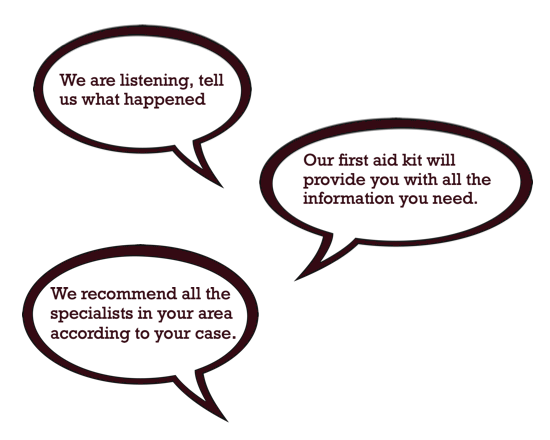 We are listening, tell
us what happened
Our first aid kit will
provide you with all the
information you need.
We recommend all the
specialists in your area
according to your case.